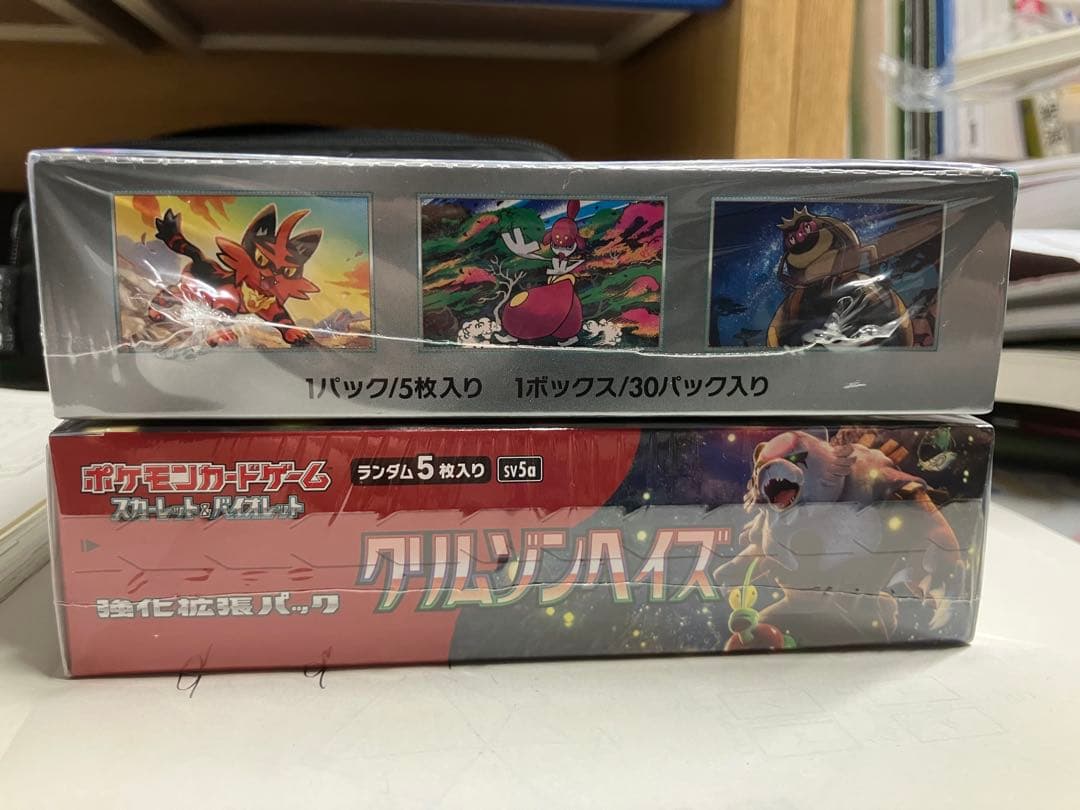 1パック/5枚入り 1ボックス/30パック入り
ポケモンカードゲーム ランダム5枚入り sv5a
スカーレット&バイオレット
クリムゾンヘイズ
強化拡張パック